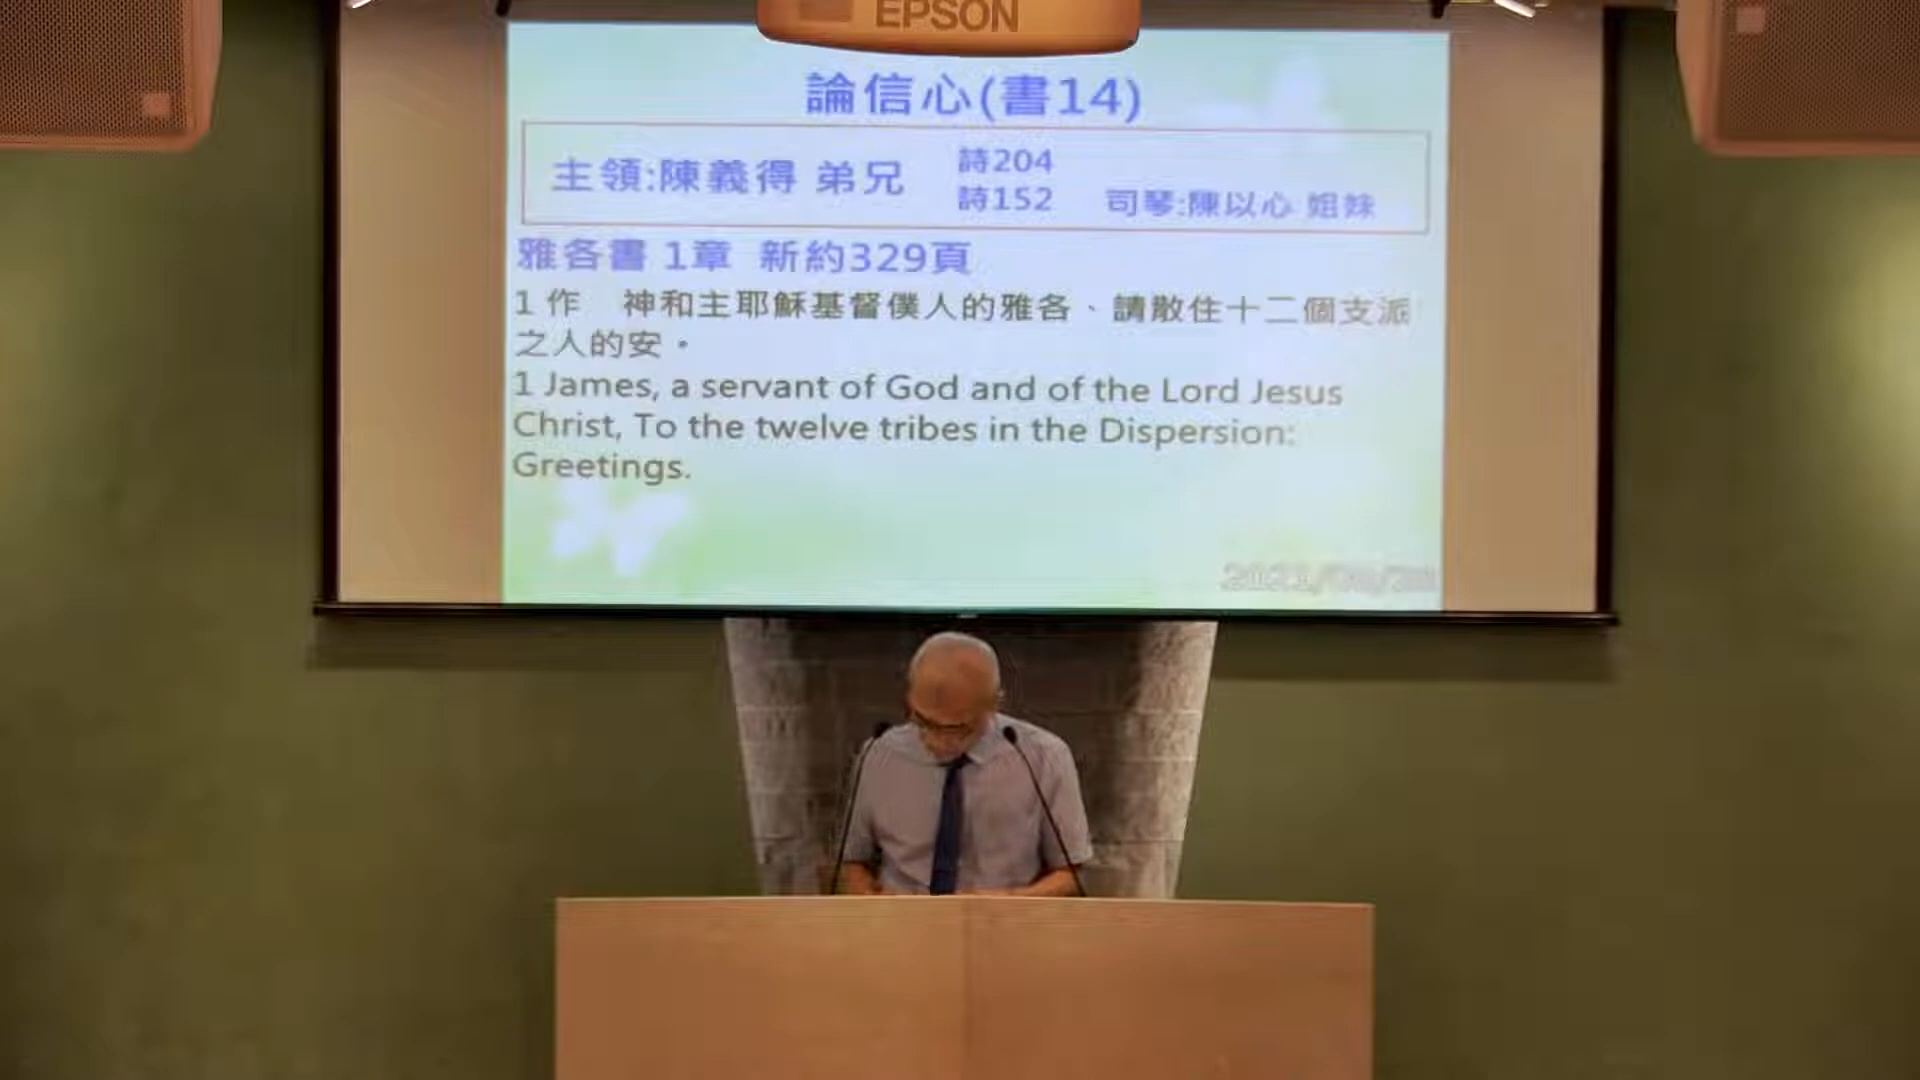 EPSON
論信心(書14)
主領:陳義得 弟兄
詩204
詩152
司琴:陳以心 姐妹
雅各書 1章 新約329頁
1 作 神和主耶穌基督僕人的雅各、請散住十二個支派
之人的安。
1 James, a servant of God and of the Lord Jesus
Christ, To the twelve tribes in the Dispersion:
Greetings.